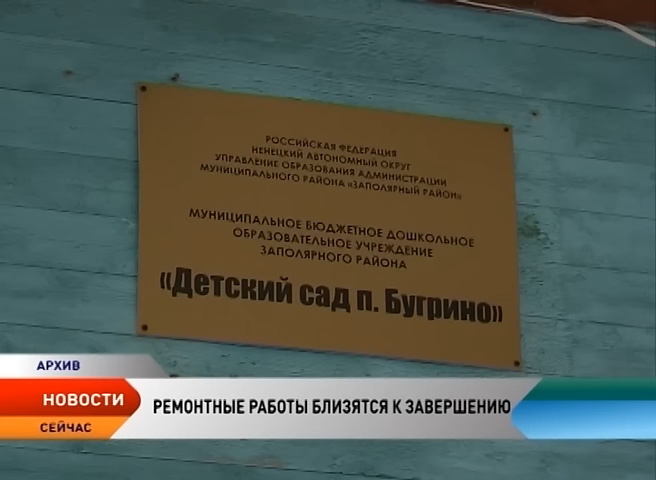 РОССИЙСКАЯ ФЕДЕРАЦИЯ
НЕНЕЦКИЙ АВТОНОМНЫЙ ОКРУГ
УПРАВЛЕНИЕ ОБРАЗОВАНИЯ АДМИНИСТРАЦИИ
МУНИЦИПАЛЬНОГО РАЙОНА «ЗАПОЛЯРНЫЙ РАЙОН»
МУНИЦИПАЛЬНОЕ БЮДЖЕТНОЕ ДОШКОЛЬНОЕ
ОБРАЗОВАТЕЛЬНОЕ УЧРЕЖДЕНИЕ
ЗАПОЛЯРНОГО РАЙОНА
«Детский сад п. Бугрино»
АРХИВ
НОВОСТИ
РЕМОНТНЫЕ РАБОТЫ БЛИЗЯТСЯ К ЗАВЕРШЕНИЮ
СЕЙЧАС